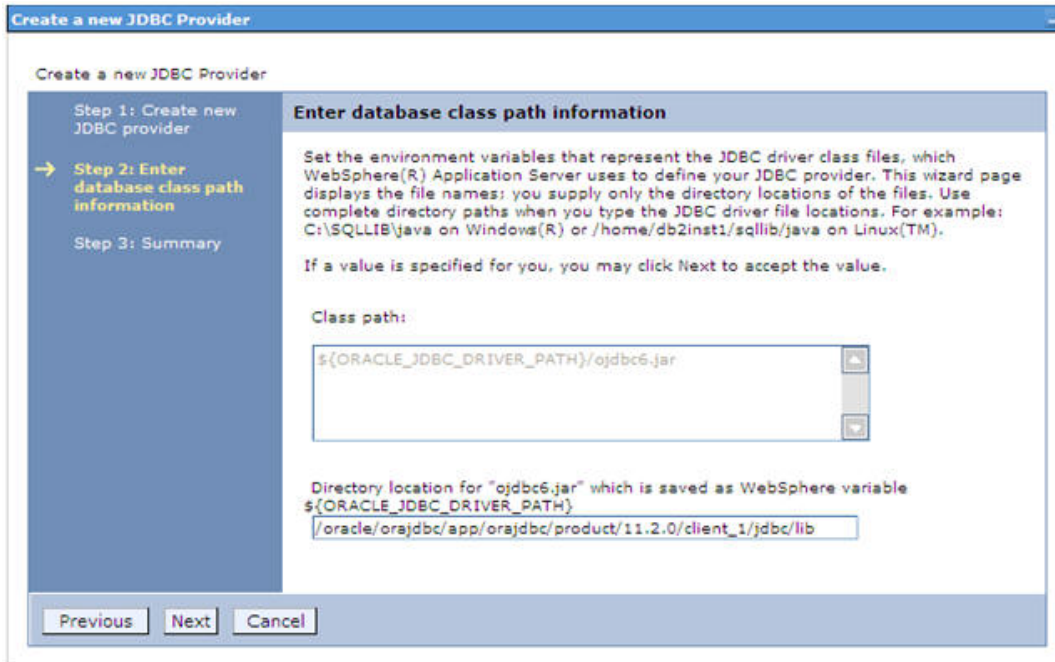 Create a new JDBC Provider
Create a new JDBC Provider
Step 1: Create new
JDBC provider
Step 2: Enter
database class path
information
Step 3: Summary
Enter database class path information
Set the environment variables that represent the JDBC driver class files, which
WebSphere(R) Application Server uses to define your JDBC provider. This wizard page
displays the file names; you supply only the directory locations of the files. Use
complete directory paths when you type the JDBC driver file locations. For example:
C:\SQLLIB\java on Windows(R) or /home/db2inst1/sqllib/java on Linux(TM).
If a value is specified for you, you may click Next to accept the value.
Class path:
${ORACLE_JDBC_DRIVER_PATH}/ojdbc6.jar
Directory location for "ojdbc6.jar" which is saved as WebSphere variable
${ORACLE_JDBC_DRIVER_PATH}
/oracle/orajdbc/app/orajdbc/product/11.2.0/client_1/jdbc/lib
Previous Next Cancel